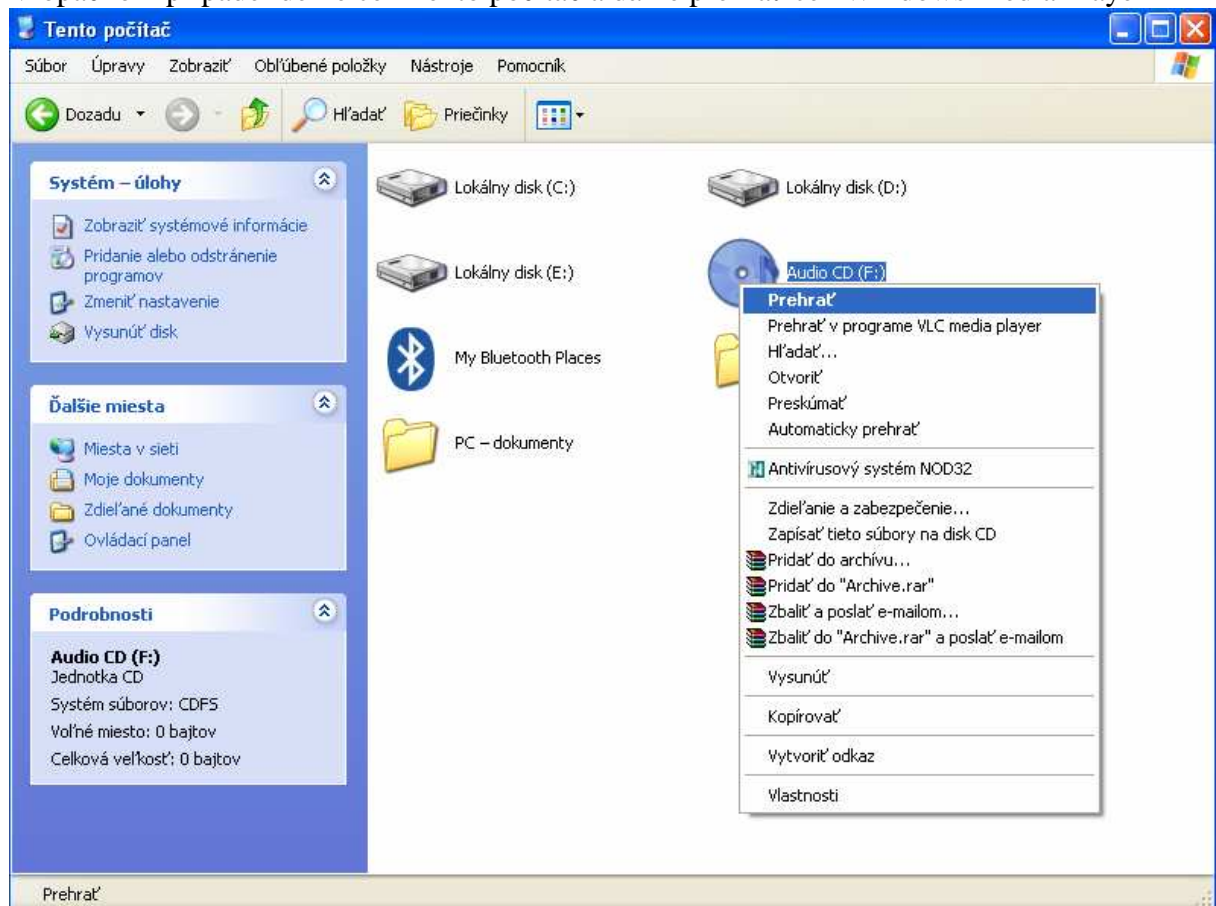 Tento počítač
Súbor Úpravy Zobraziť Obľúbené položky Nástroje Pomocník
Dozadu Hľadať Priečinky
Systém – úlohy
Zobraziť systémové informácie
Pridanie alebo odstránenie
programov
Zmeniť nastavenie
Vysunúť disk
Ďalšie miesta
Miesta v sieti
Moje dokumenty
Zdieľané dokumenty
Ovládací panel
Podrobnosti
Audio CD (F:)
Jednotka CD
Systém súborov: CDFS
Voľné miesto: 0 bajtov
Celková veľkosť: 0 bajtov
Lokálny disk (C:)
Lokálny disk (D:)
Lokálny disk (E:)
Audio CD (F:)
My Bluetooth Places
PC – dokumenty
Prehrať
Prehrať v programe VLC media player
Hľadať...
Otvoriť
Preskúmať
Automaticky prehrať
Antivírusový systém NOD32
Zdieľanie a zabezpečenie...
Zapísať tieto súbory na disk CD
Pridať do archívu...
Pridať do "Archive.rar"
Zbaliť a poslať e-mailom...
Zbaliť do "Archive.rar" a poslať e-mailom
Vysunúť
Kopírovať
Vytvoriť odkaz
Vlastnosti
Prehrať